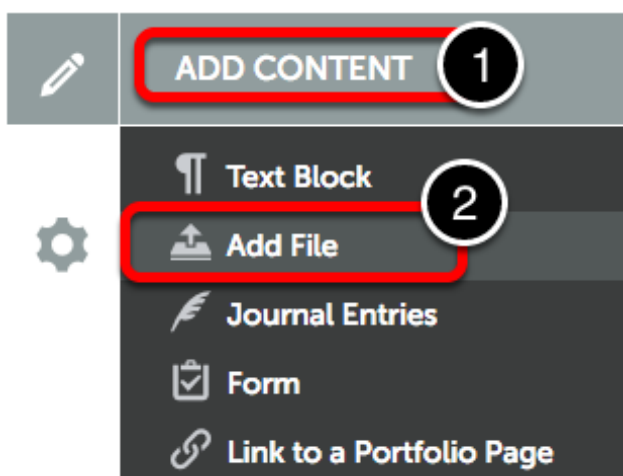 ADD CONTENT 1
Text Block
2
Add File
Journal Entries
Form
Link to a Portfolio Page